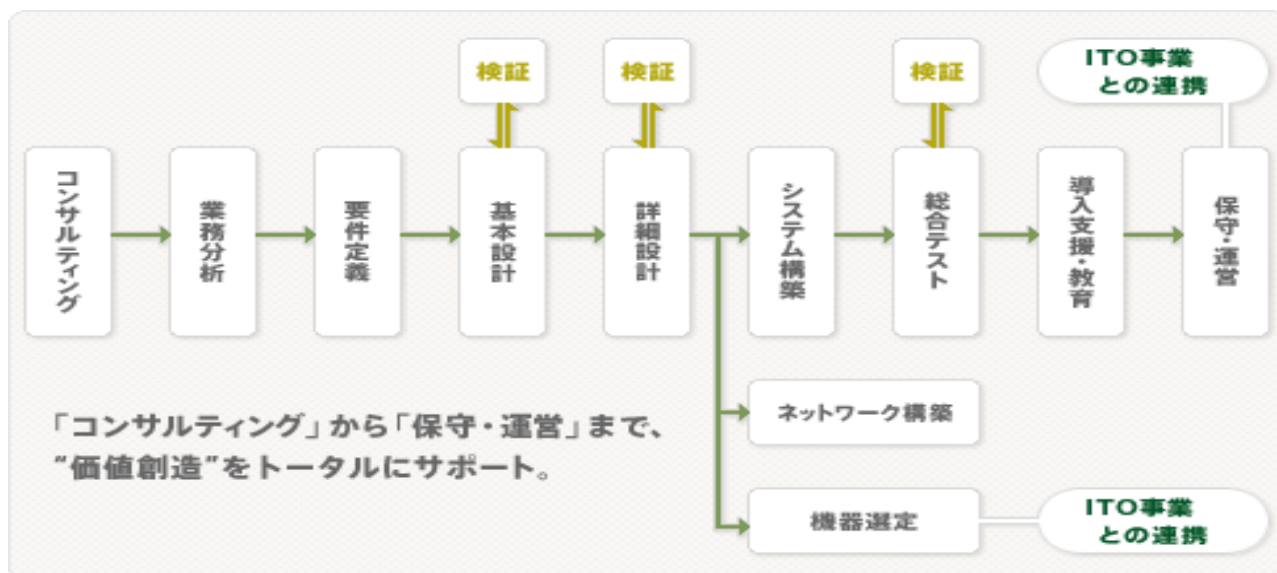 検証
検証
検証
ITO事業
との連携
コンサルティング
業務分析
要件定義
基本設計
詳細設計
システム構築
総合テスト
導入支援・教育
保守・運営
ネットワーク構築
「コンサルティング」から「保守・運営」まで、
“価値創造”をトータルにサポート。
機器選定
ITO事業
との連携